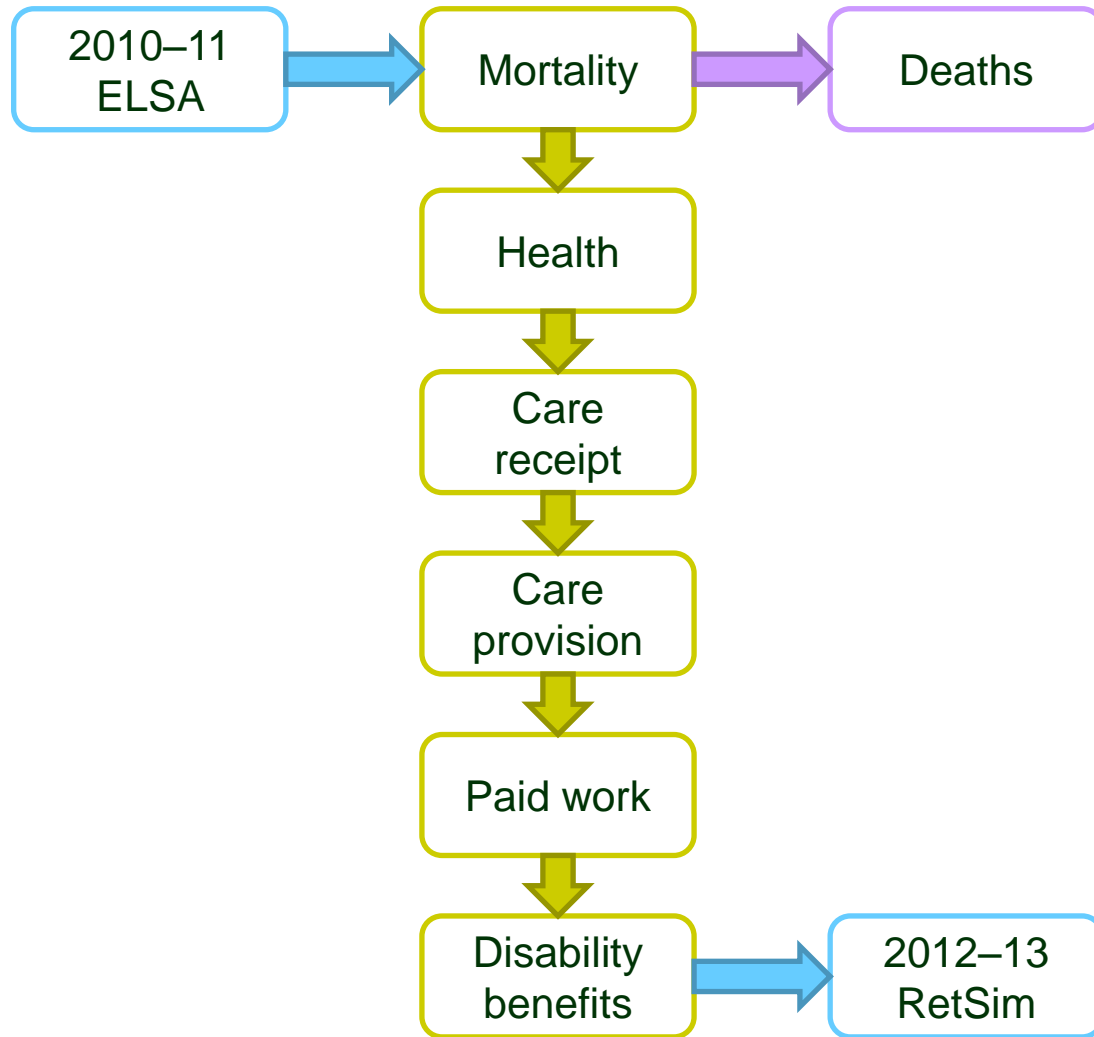 2010–11
ELSA
Mortality
Deaths
Health
Care
receipt
Care
provision
Paid work
Disability
benefits
2012–13
RetSim